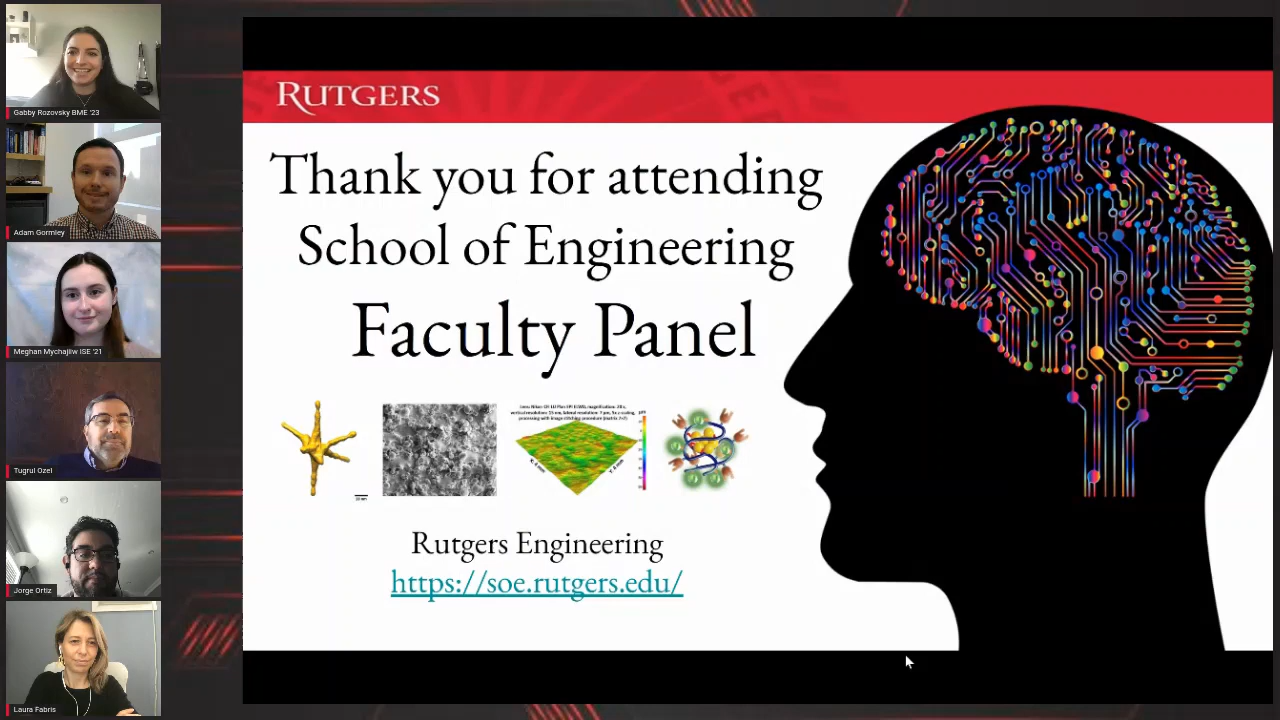 Gabby Rozovsky BME '23
Adam Gormley
Meghan Mychajliw ISE '21
Tugrul Ozel
Jorge Ortiz
Laura Fabris
RUTGERS
Thank you for attending
School of Engineering
Faculty Panel
Rutgers Engineering
https://soe.rutgers.edu/